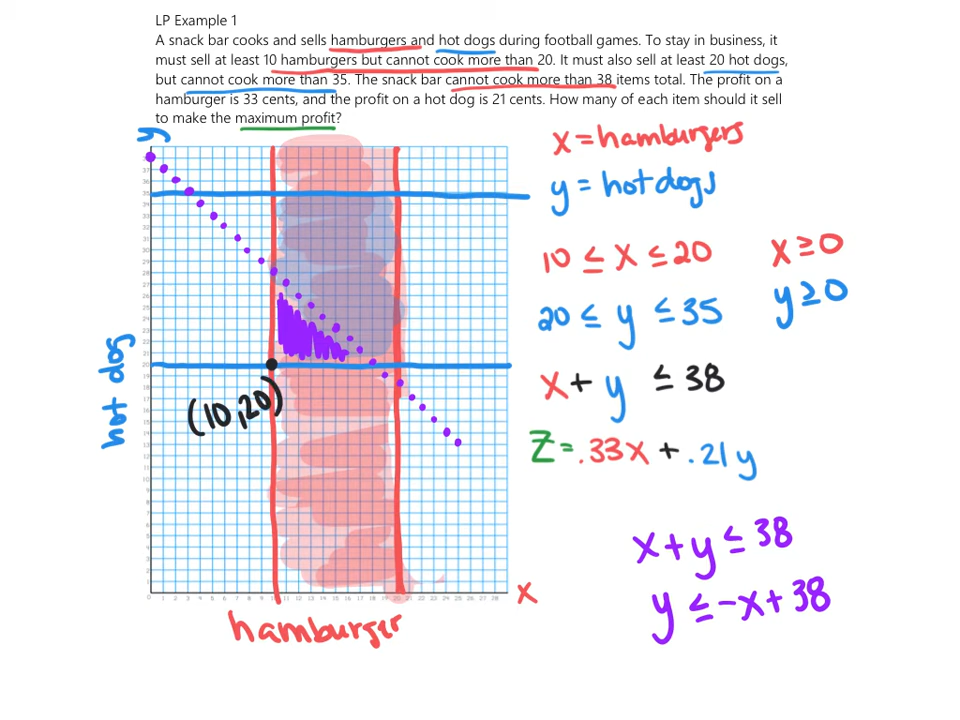 LP Example 1
A snack bar cooks and sells hamburgers and hot dogs during football games. To stay in business, it
must sell at least 10 hamburgers but cannot cook more than 20. It must also sell at least 20 hot dogs,
but cannot cook more than 35. The snack bar cannot cook more than 38 items total. The profit on a
hamburger is 33 cents, and the profit on a hot dog is 21 cents. How many of each item should it sell
to make the maximum profit?
y
x = hamburgers
y = hot dogs
10 ≤ x ≤ 20 x ≥ 0
20 ≤ y ≤ 35 y ≥ 0
hot dog
(10,20)
x + y ≤ 38
Z = .33x + .21y
x + y ≤ 38
y ≤ -x + 38
x
hamburger